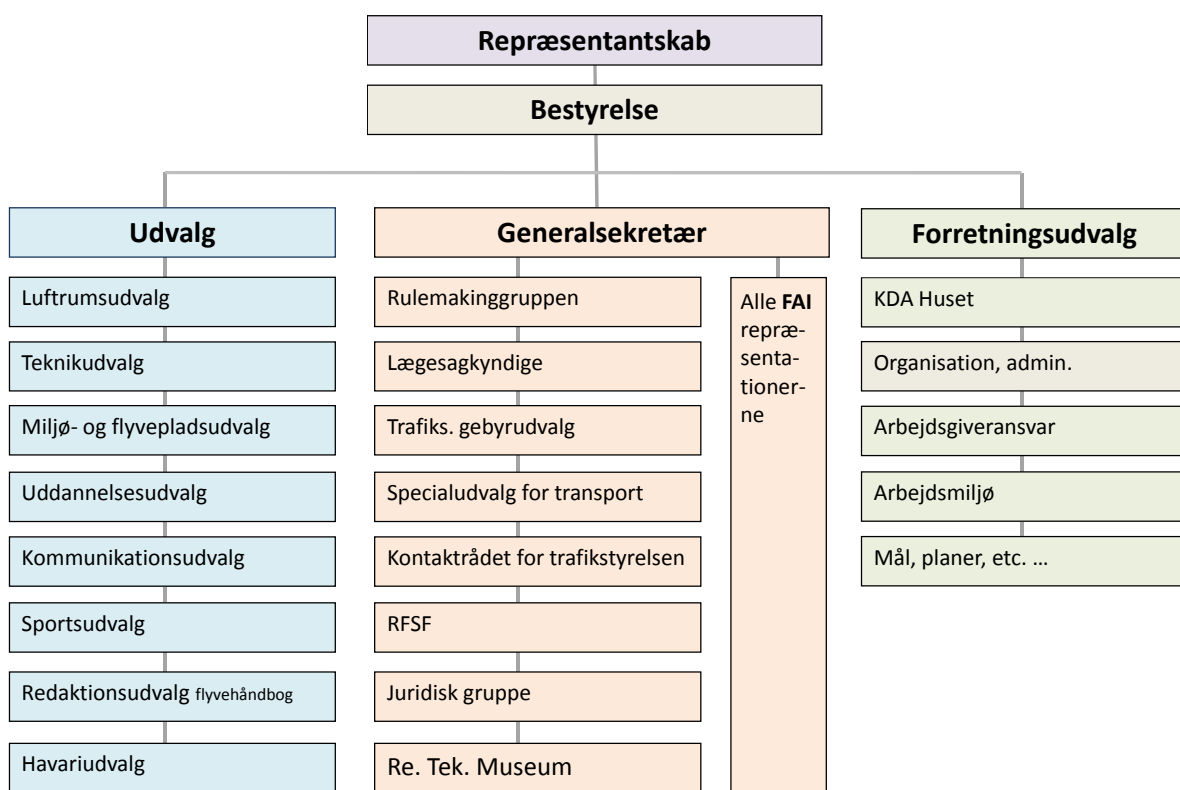 Repræsentantskab
Bestyrelse
Udvalg
Luftrumsudvalg
Teknikudvalg
Miljø- og flyvepladsudvalg
Uddannelsesudvalg
Kommunikationsudvalg
Sportsudvalg
Redaktionsudvalg flyvehåndbog
Havariudvalg
Generalsekretær
Rulemakinggruppen
Lægesagkyndige
Trafiks. gebyrudvalg
Specialudvalg for transport
Kontaktrådet for trafikstyrelsen
RFSF
Juridisk gruppe
Re. Tek. Museum
Alle FAI
repræ-
senta-
tioner-
ne
Forretningsudvalg
KDA Huset
Organisation, admin.
Arbejdsgiveransvar
Arbejdsmiljø
Mål, planer, etc. ...